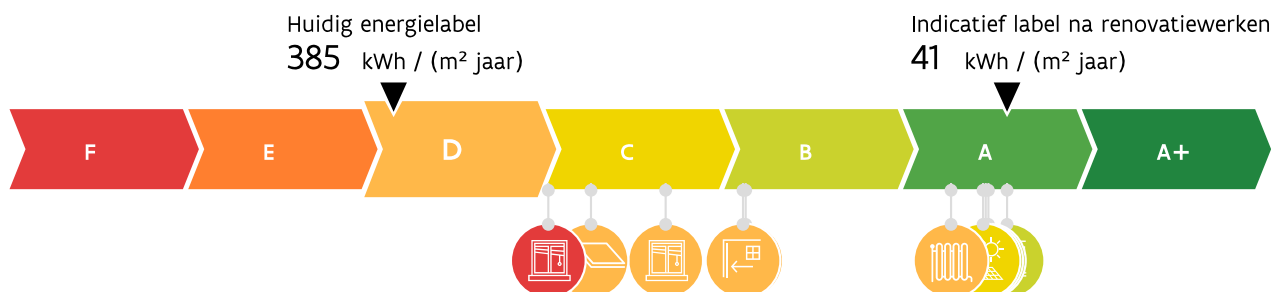 Huidig energielabel
385 kWh / (m² jaar)
Indicatief label na renovatiewerken
41 kWh / (m² jaar)
F E D C B A A+